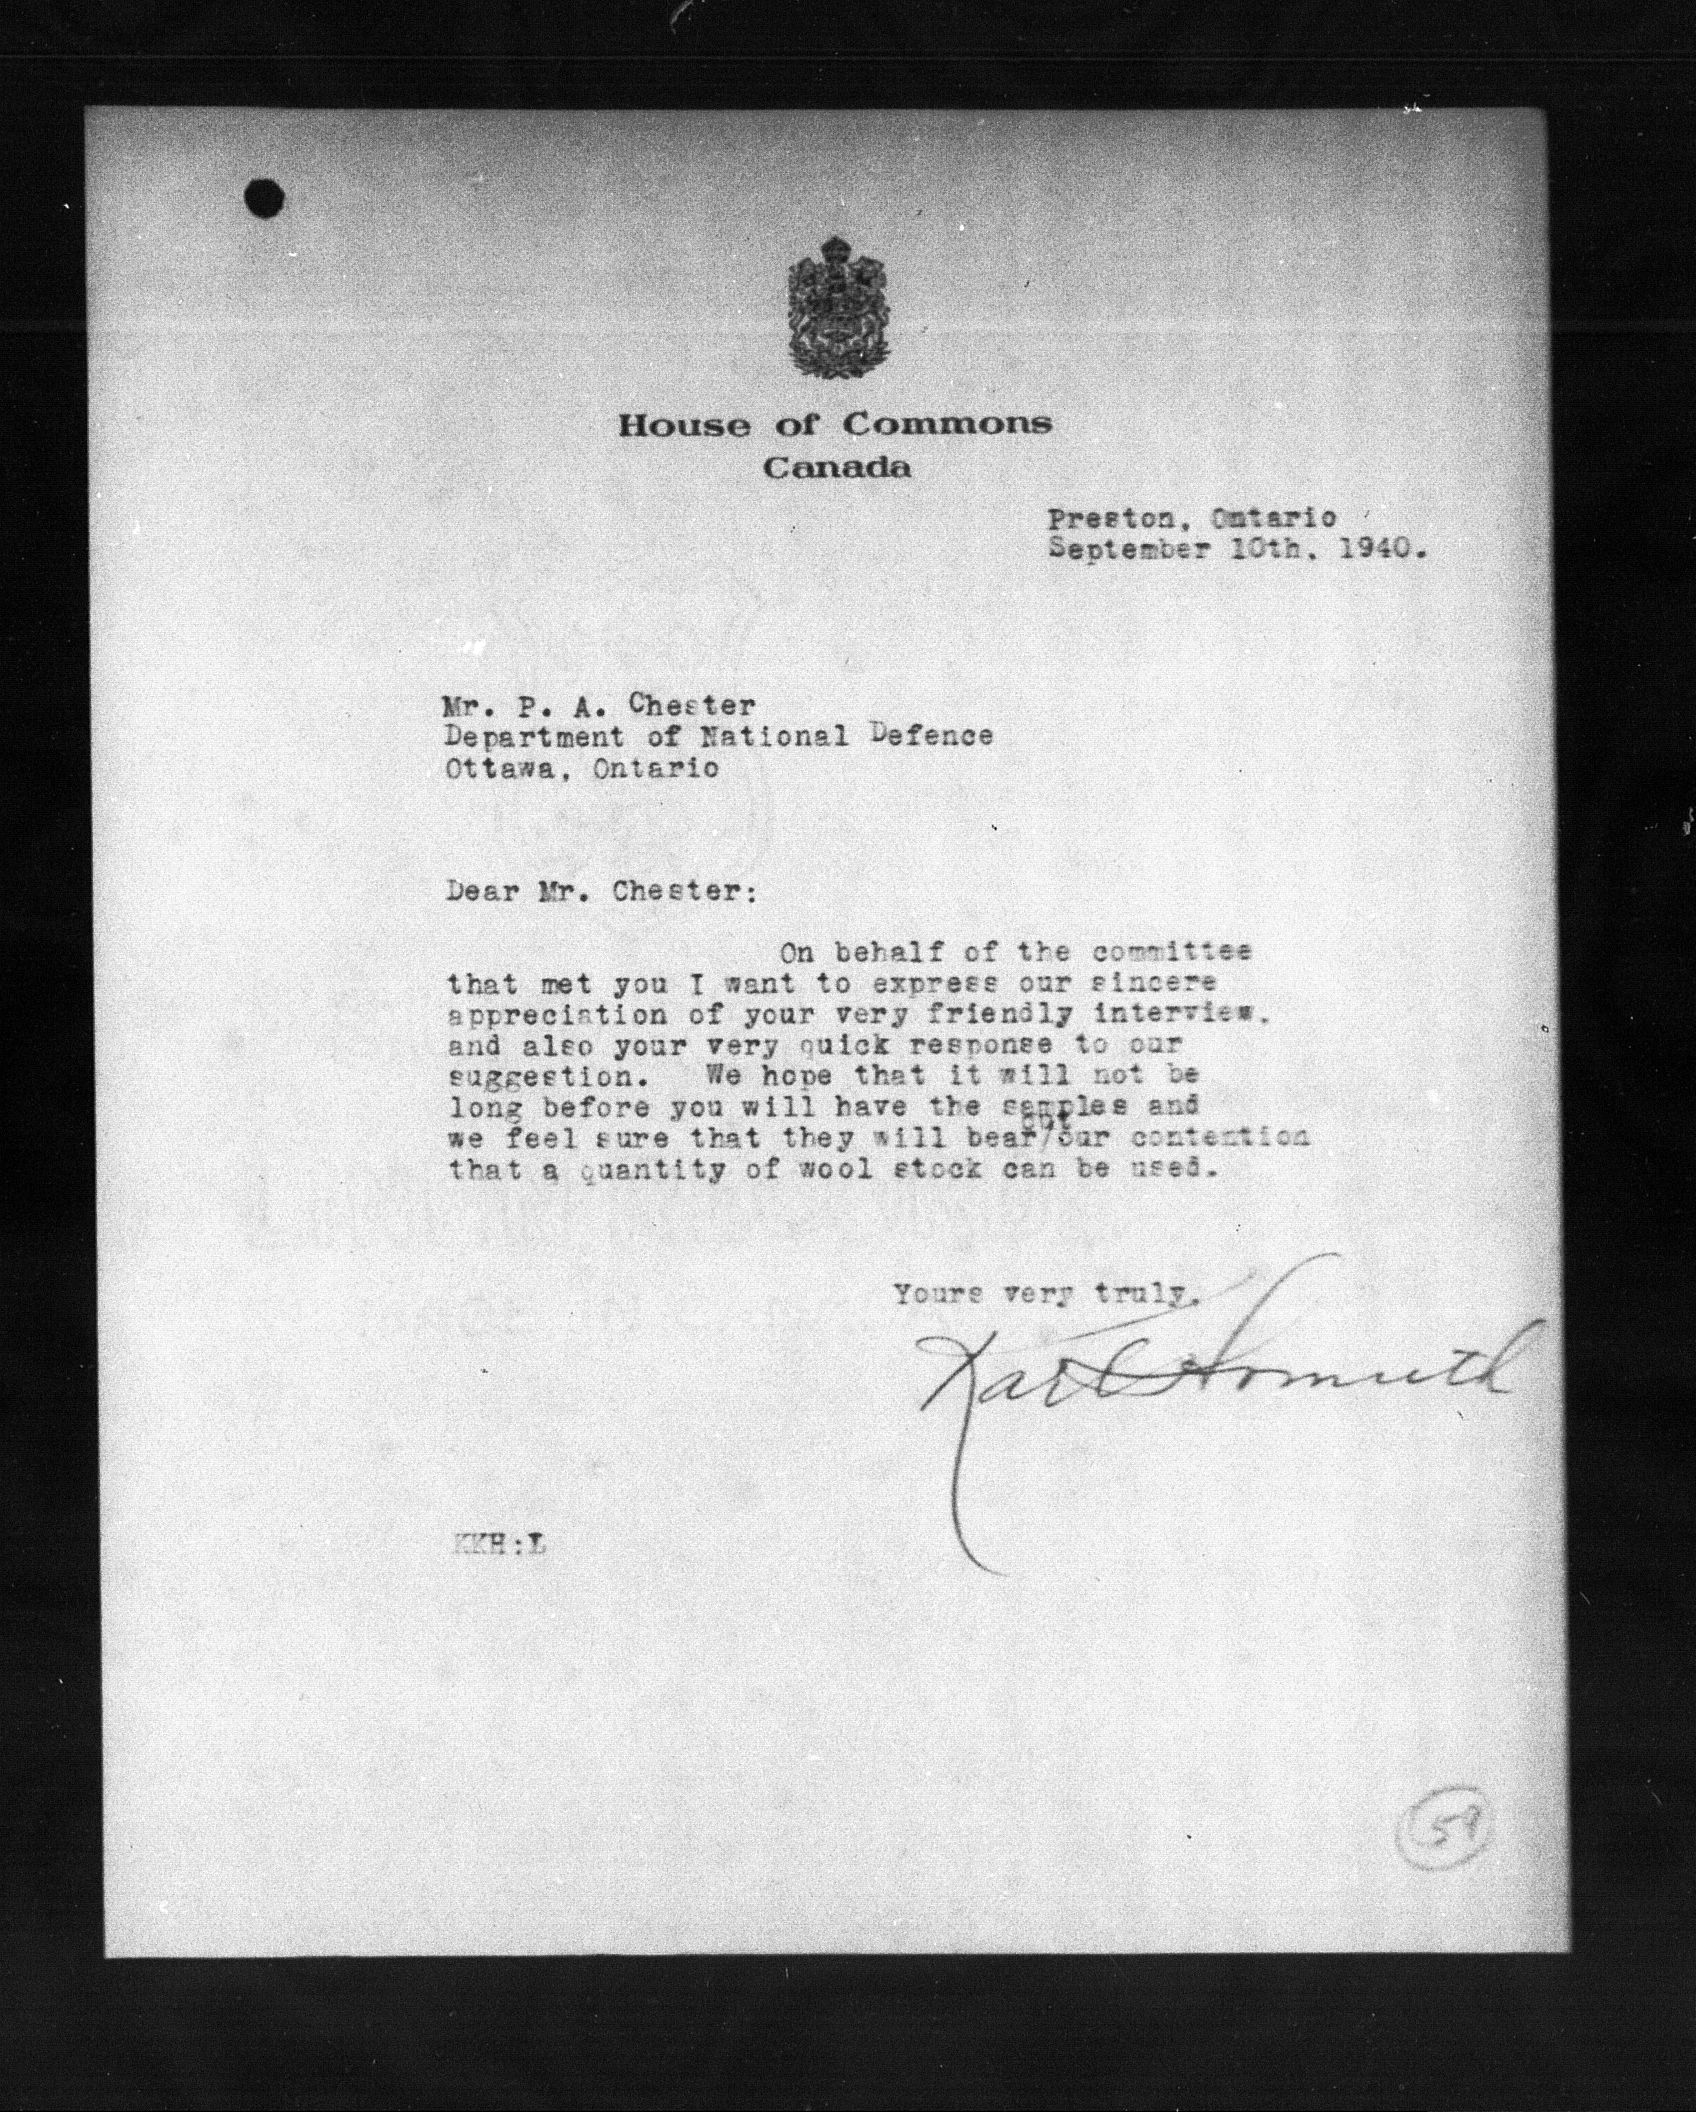 House of Commons
Canada
Preston, Ontario
September 10th, 1940.
Mr. P. A. Chester
Department of National Defence
Ottawa, Ontario
Dear Mr. Chester:
On behalf of the committee
that met you I want to express our sincere
appreciation of your very friendly interview,
and also your very quick response to our
suggestion. We hope that it will not be
long before you will have the samples and
out
we feel sure that they will bear/our contention
that a quantity of wool stock can be used.
Yours very truly,
Karl Homuth
KKH:L
59